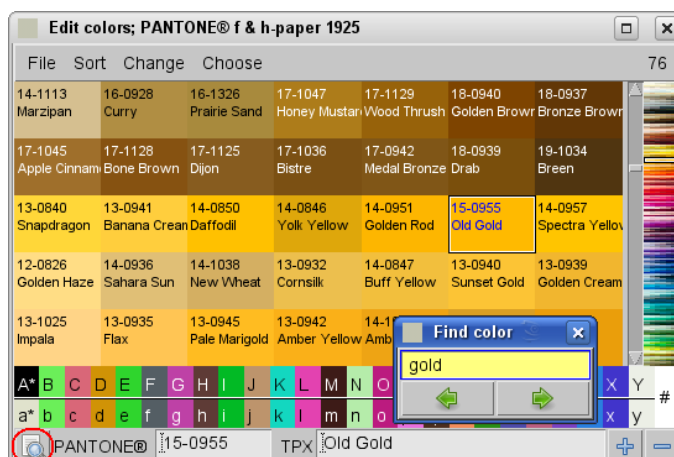 Edit colors; PANTONE® f & h-paper 1925
File Sort Change Choose 76
14-1113 16-0928 16-1326 17-1047 17-1129 18-0940 18-0937
Marzipan Curry Prairie Sand Honey Mustar Wood Thrush Golden Brown Bronze Brown
17-1045 17-1128 17-1125 17-1036 17-0942 18-0939 19-1034
Apple Cinnam Bone Brown Dijon Bistre Medal Bronze Drab Breen
13-0840 13-0941 14-0850 14-0846 14-0951 15-0955 14-0957
Snapdragon Banana Crean Daffodil Yolk Yellow Golden Rod Old Gold Spectra Yellov
12-0826 14-0936 14-1038 13-0932 14-0847 13-0940 13-0939
Golden Haze Sahara Sun New Wheat Cornsilk Buff Yellow Sunset Gold Golden Cream
13-1025 13-0935 13-0945 13-0942 14-1
Impala Flax Pale Marigold Amber Yellow Amb
Find color
gold
A* B C D E F G H I J K L M N O X Y #
a* b c d e f g h i j k l m n o x y
PANTONE® 15-0955 TPX Old Gold